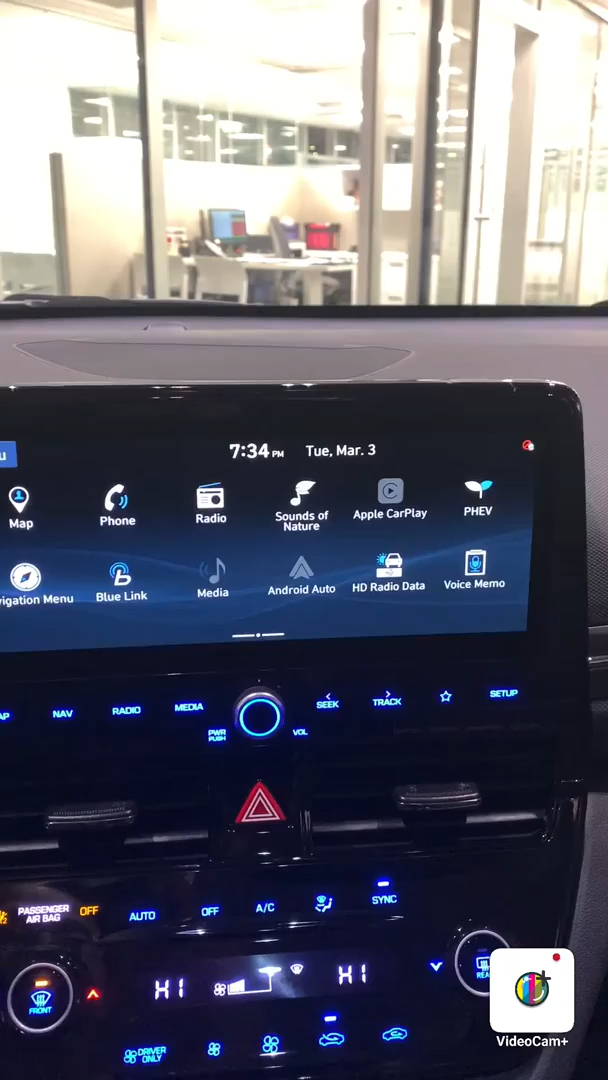 u
7:34 PM Tue, Mar. 3
Map
Phone
Radio
Sounds of
Nature
Apple CarPlay
PHEV
vigation Menu
Blue Link
Media
Android Auto
HD Radio Data
Voice Memo
AP
NAV
RADIO
MEDIA
PWR
PUSH
VOL
SEEK
TRACK
SETUP
PASSENGER
AIR BAG
OFF
AUTO
OFF
A/C
SYNC
FRONT
HI
HI
REA
DRIVER
ONLY
VideoCam+